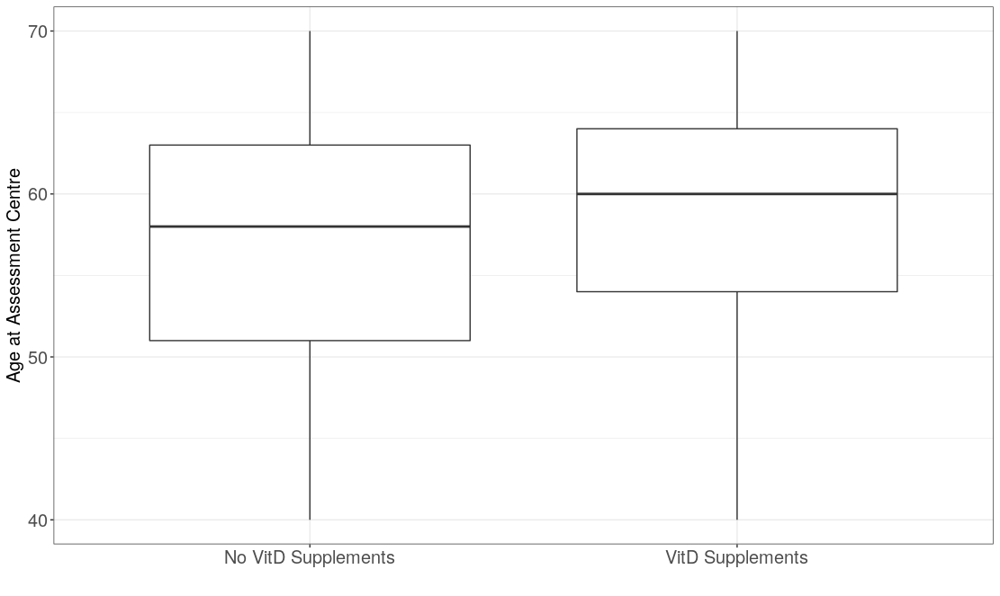 Age at Assessment Centre
70
60
50
40
No VitD Supplements
VitD Supplements